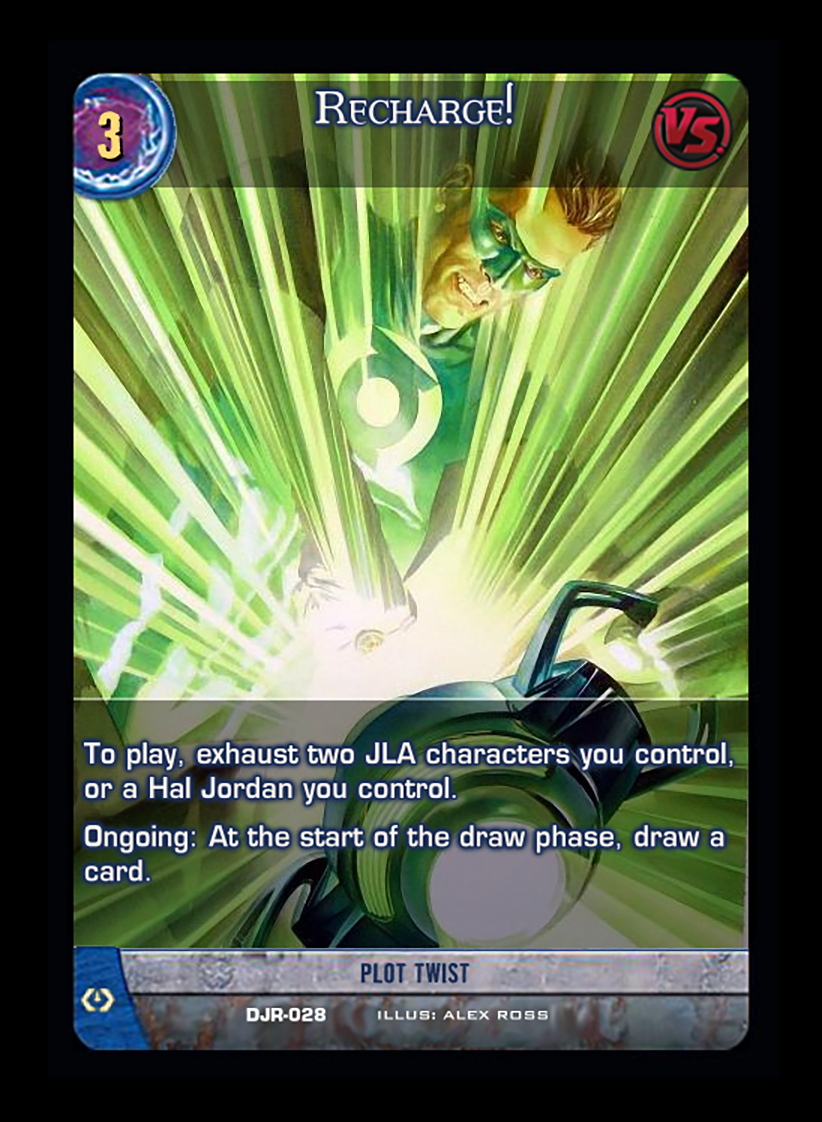 3
RECHARGE!
VS.
To play, exhaust two JLA characters you control,
or a Hal Jordan you control.
Ongoing: At the start of the draw phase, draw a
card.
PLOT TWIST
DJR-028 ILLUS: ALEX ROSS